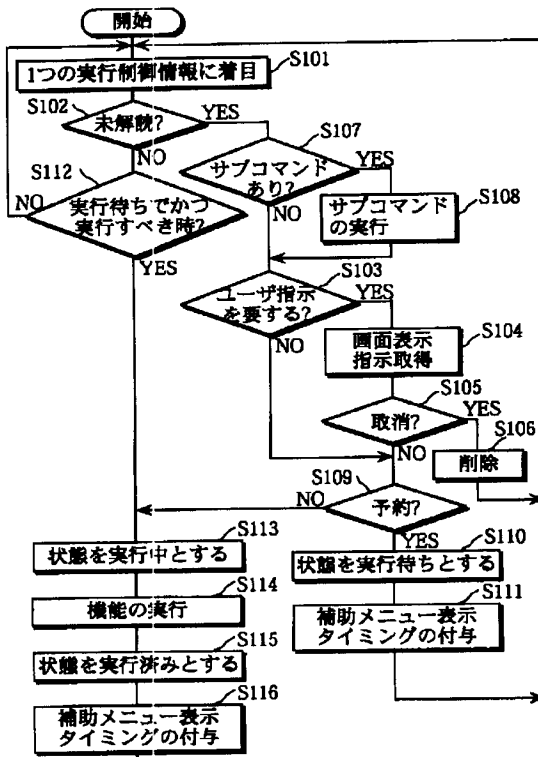 開始
1つの実行制御情報に着目
S101
S102
未解読?
YES
NO
S107
サブコマンド
あり?
YES
NO
S108
サブコマンド
の実行
S112
NO
実行待ちでかつ
実行すべき時?
YES
S103
ユーザ指示
を要する?
YES
NO
S104
画面表示
指示取得
S105
取消?
YES
NO
S106
削除
S109
NO
予約?
YES
S113
状態を実行中とする
S110
状態を実行待ちとする
S114
機能の実行
S111
補助メニュー表示
タイミングの付与
S115
状態を実行済みとする
S116
補助メニュー表示
タイミングの付与